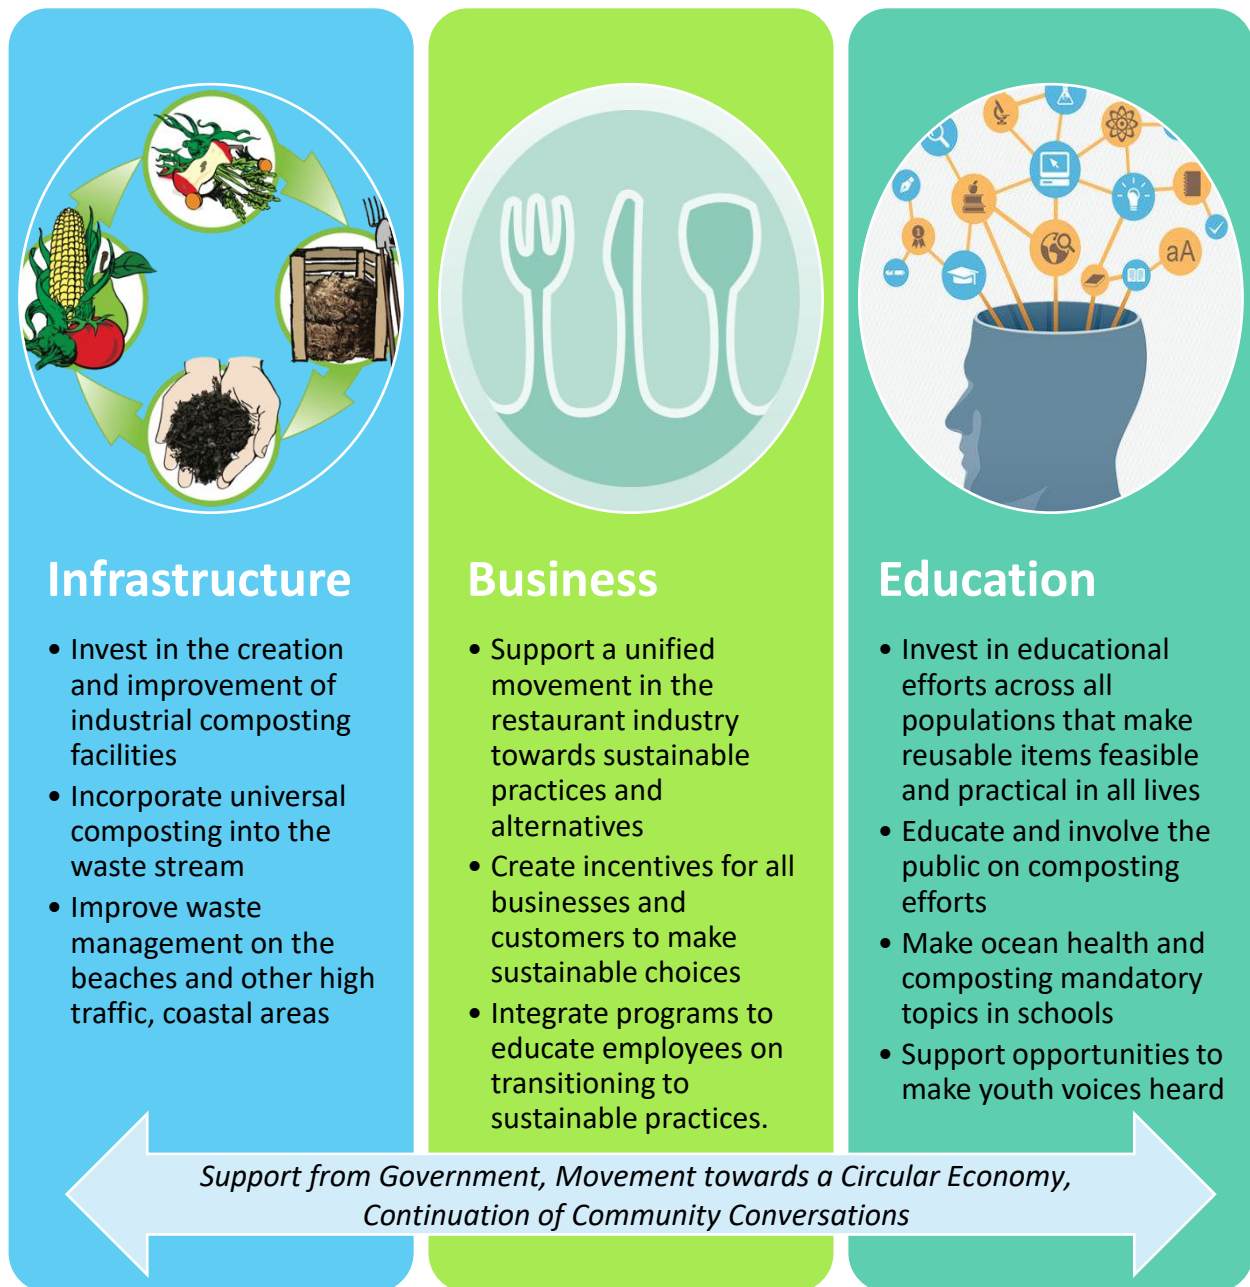 aA
Infrastructure
• Invest in the creation
and improvement of
industrial composting
facilities
• Incorporate universal
composting into the
waste stream
• Improve waste
management on the
beaches and other high
traffic, coastal areas
Business
• Support a unified
movement in the
restaurant industry
towards sustainable
practices and
alternatives
• Create incentives for all
businesses and
customers to make
sustainable choices
• Integrate programs to
educate employees on
transitioning to
sustainable practices.
Education
• Invest in educational
efforts across all
populations that make
reusable items feasible
and practical in all lives
• Educate and involve the
public on composting
efforts
• Make ocean health and
composting mandatory
topics in schools
• Support opportunities to
make youth voices heard
Support from Government, Movement towards a Circular Economy,
Continuation of Community Conversations